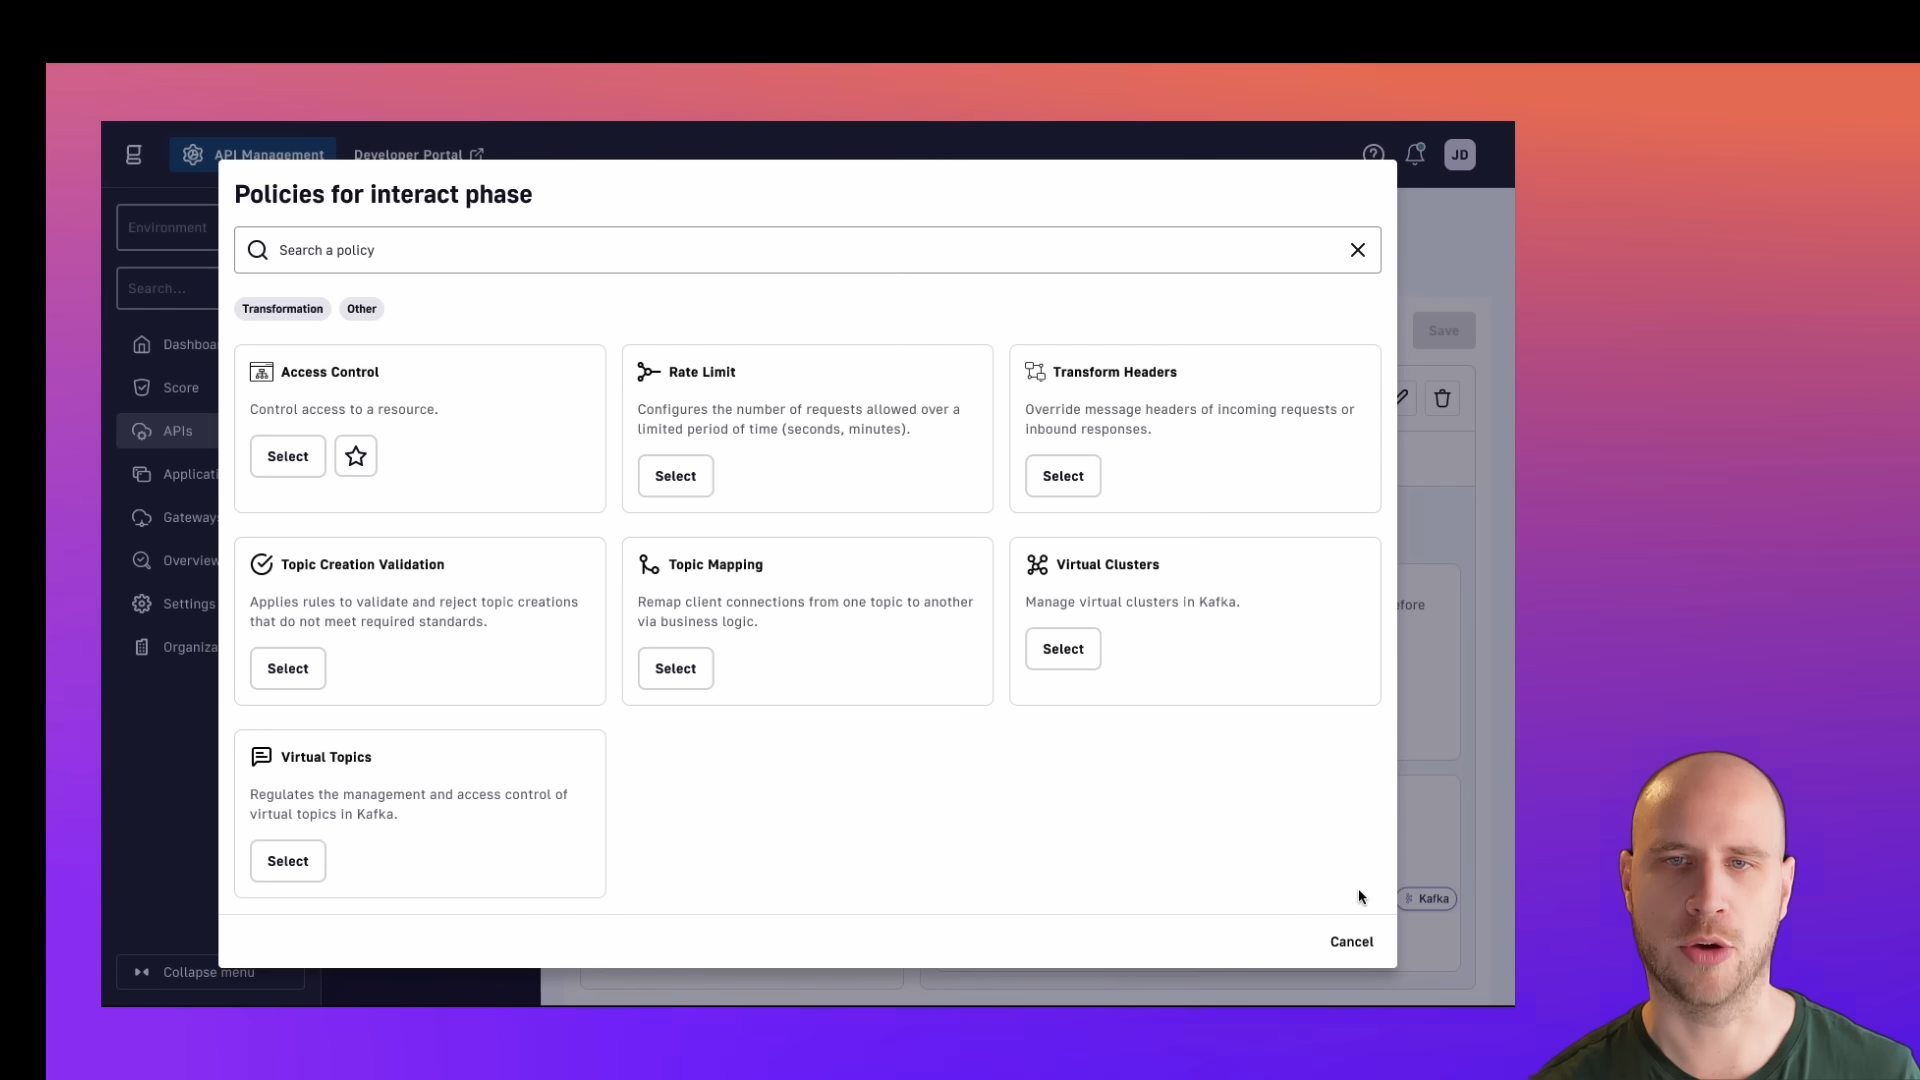 API Management
Developer Portal
JD
Policies for interact phase
Environment
Search a policy
Search...
Transformation
Other
Save
Dashboa
Score
APIs
Applicati
Gateways
Overview
Settings
Organiza
Access Control
Control access to a resource.
Select
Rate Limit
Configures the number of requests allowed over a
limited period of time (seconds, minutes).
Select
Transform Headers
Override message headers of incoming requests or
inbound responses.
Select
Topic Creation Validation
Applies rules to validate and reject topic creations
that do not meet required standards.
Select
Topic Mapping
Remap client connections from one topic to another
via business logic.
Select
Virtual Clusters
Manage virtual clusters in Kafka.
Select
efore
Virtual Topics
Regulates the management and access control of
virtual topics in Kafka.
Select
Kafka
Cancel
Collapse menu